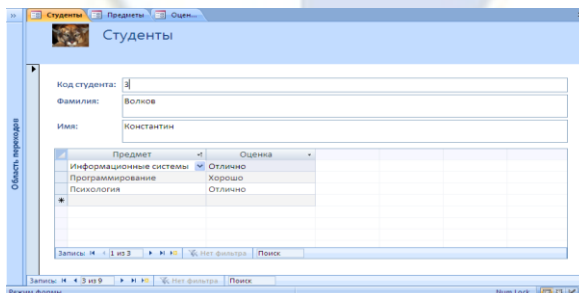 Студенты Предметы Оцен...
Студенты
Код студента: 3
Фамилия: Волков
Имя: Константин
Предмет Оценка
Информационные системы Отлично
Программирование Хорошо
Психология Отлично
Записи: 1 из 3 Нет фильтра Поиск
Записи: 3 из 9 Нет фильтра Поиск
Режим формы Num Lock
Область переходов